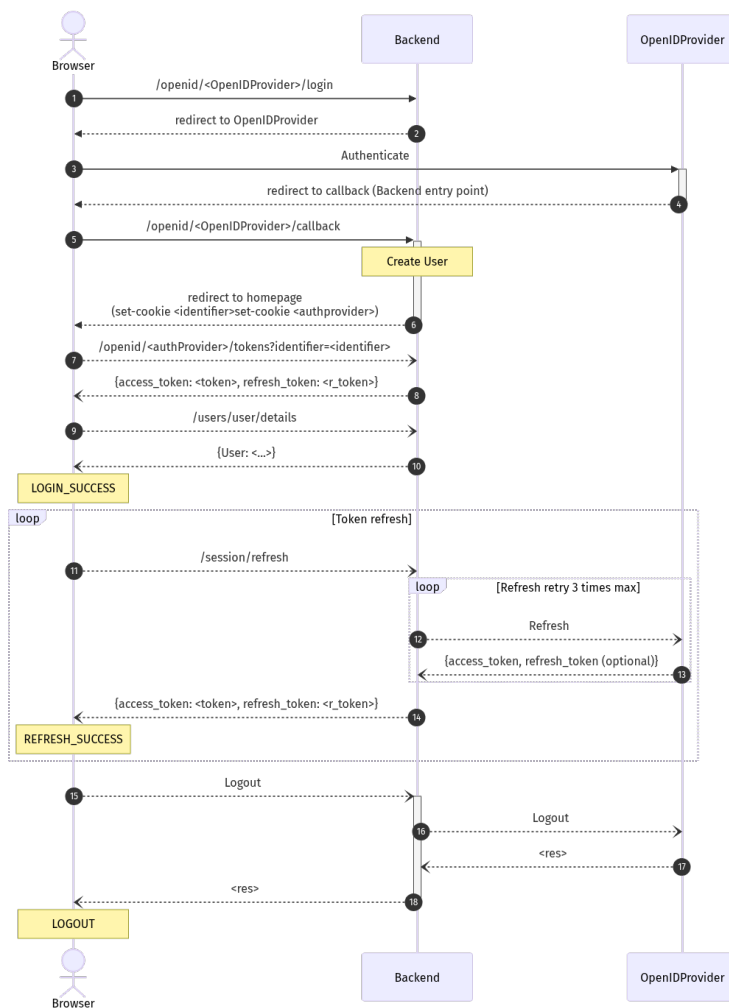 Backend
OpenIDProvider
Browser
/openid/<OpenIDProvider>/login
1
redirect to OpenIDProvider
2
Authenticate
3
redirect to callback (Backend entry point)
4
/openid/<OpenIDProvider>/callback
5
Create User
redirect to homepage
(set-cookie <identifier>set-cookie <authprovider>)
6
/openid/<authProvider>/tokens?identifier=<identifier>
7
{access_token: <token>, refresh_token: <r_token>}
8
/users/user/details
9
{User: <...>}
10
LOGIN_SUCCESS
loop
[Token refresh]
/session/refresh
11
loop
[Refresh retry 3 times max]
Refresh
12
{access_token, refresh_token (optional)}
13
{access_token: <token>, refresh_token: <r_token>}
14
REFRESH_SUCCESS
Logout
15
Logout
16
<res>
17
<res>
18
LOGOUT
Backend
OpenIDProvider
Browser